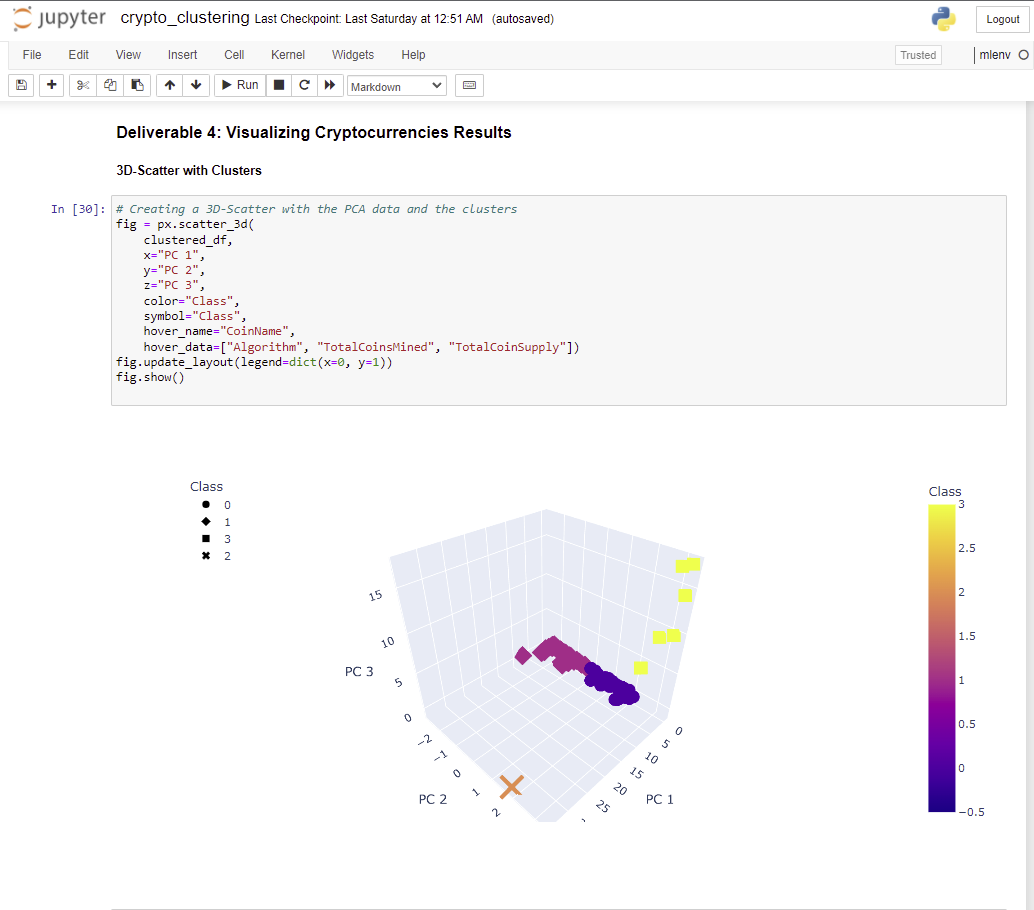 jupyter crypto_clustering Last Checkpoint: Last Saturday at 12:51 AM (autosaved) Logout
File Edit View Insert Cell Kernel Widgets Help Trusted mlenv
Run Markdown
Deliverable 4: Visualizing Cryptocurrencies Results
3D-Scatter with Clusters
In [30]: # Creating a 3D-Scatter with the PCA data and the clusters
fig = px.scatter_3d(
clustered_df,
x="PC 1",
y="PC 2",
z="PC 3",
color="Class",
symbol="Class",
hover_name="CoinName",
hover_data=["Algorithm", "TotalCoinsMined", "TotalCoinSupply"])
fig.update_layout(legend=dict(x=0, y=1))
fig.show()
Class
0
1
3
2
15
10
PC 3
5
0
−2
−1
0
1
2
PC 2
0
5
10
15
20
25
PC 1
Class
3
2.5
2
1.5
1
0.5
0
−0.5